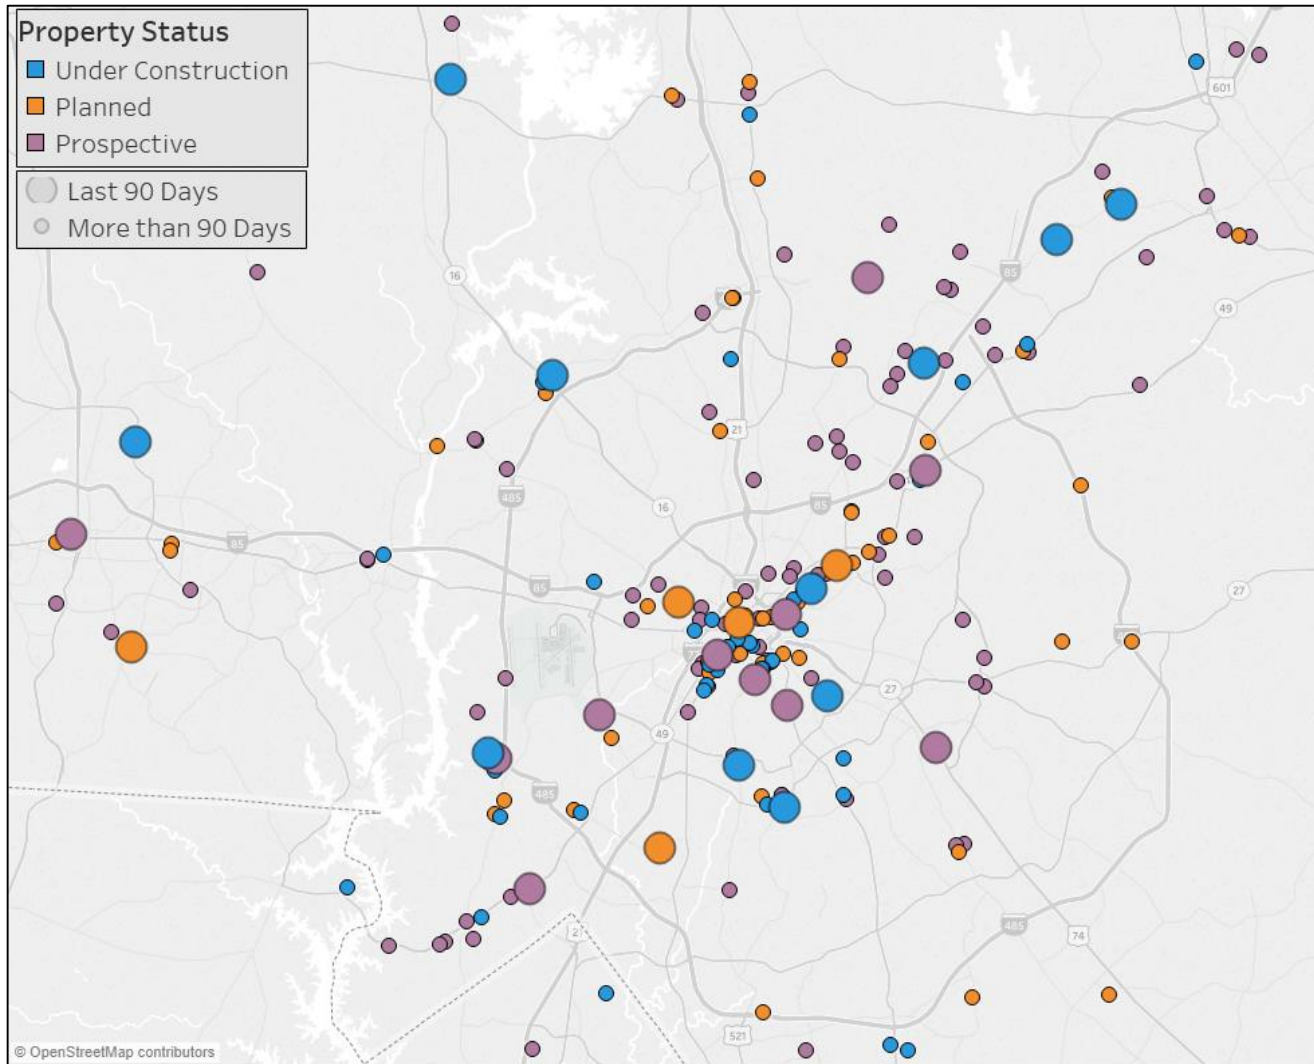 Property Status
Under Construction
Planned
Prospective
Last 90 Days
More than 90 Days
601
16
85
49
21
485
16
85
85
85
27
27
49
485
485
74
2
521
© OpenStreetMap contributors